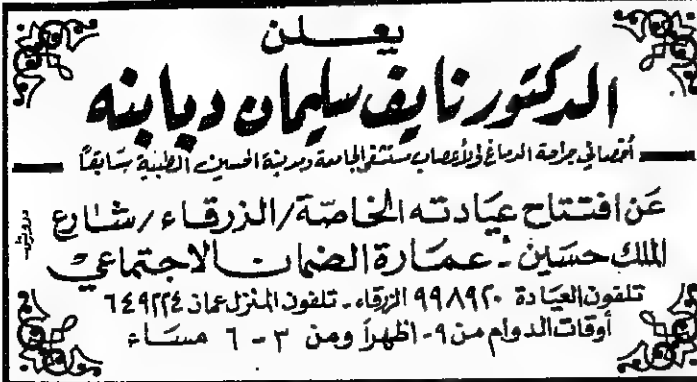 يعلن
الدكتور نايف سليمان دبابنه
أخصائي جراحة الدماغ والأعصاب مستشفى الجامعة ومدينة الحسين الطبية سابقاً
عن افتتاح عيادته الخاصة/الزرقاء/شارع
الملك حسين - عمارة الضمان الاجتماعي
تلفون العيادة ٩٩٨٩٢٠ الزرقاء - تلفون المنزل عمان ٦٤٩٢٢٤
أوقات الدوام من ٩-١ ظهراً ومن ٣ - ٦ مساء